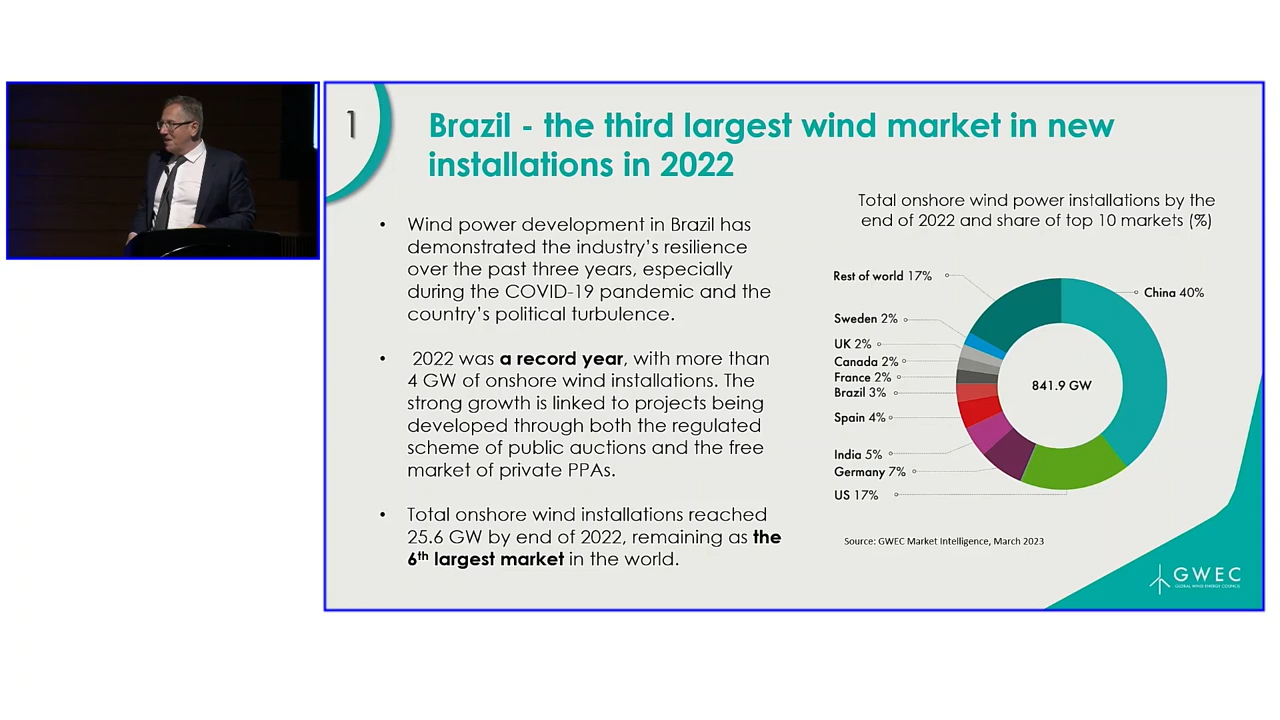 1
Brazil - the third largest wind market in new
installations in 2022
• Wind power development in Brazil has
demonstrated the industry’s resilience
over the past three years, especially
during the COVID-19 pandemic and the
country’s political turbulence.
• 2022 was a record year, with more than
4 GW of onshore wind installations. The
strong growth is linked to projects being
developed through both the regulated
scheme of public auctions and the free
market of private PPAs.
• Total onshore wind installations reached
25.6 GW by end of 2022, remaining as the
6th largest market in the world.
Total onshore wind power installations by the
end of 2022 and share of top 10 markets (%)
Rest of world 17%
China 40%
Sweden 2%
UK 2%
Canada 2%
France 2%
Brazil 3%
841.9 GW
Spain 4%
India 5%
Germany 7%
US 17%
Source: GWEC Market Intelligence, March 2023
GWEC
GLOBAL WIND ENERGY COUNCIL